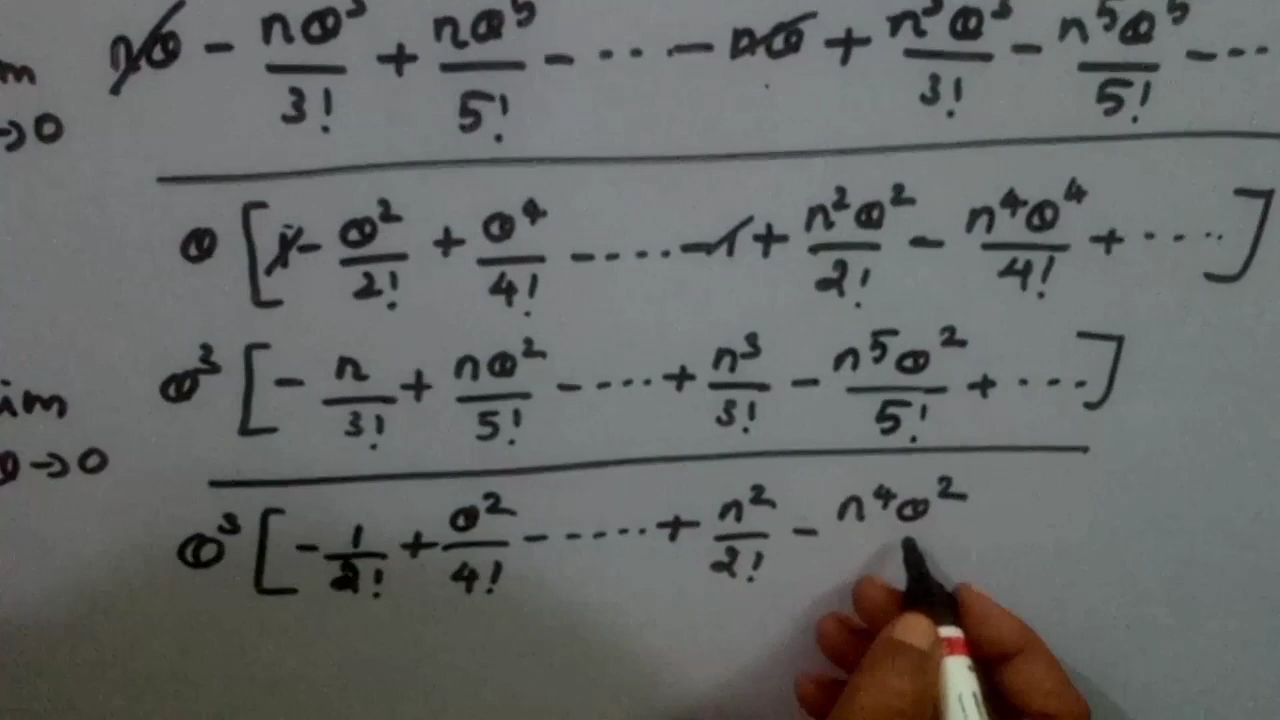 m nθ - nθ³/3! + nθ⁵/5! - ... - nθ + n³θ³/3! - n⁵θ⁵/5! - ...
→0
θ[1 - θ²/2! + θ⁴/4! - .... - 1 + n²θ²/2! - n⁴θ⁴/4! + ....]
im θ³[- n/3! + nθ²/5! - .... + n³/3! - n⁵θ²/5! + ....]
θ→0
θ³[- 1/2! + θ²/4! - ...... + n²/2! - n⁴θ²